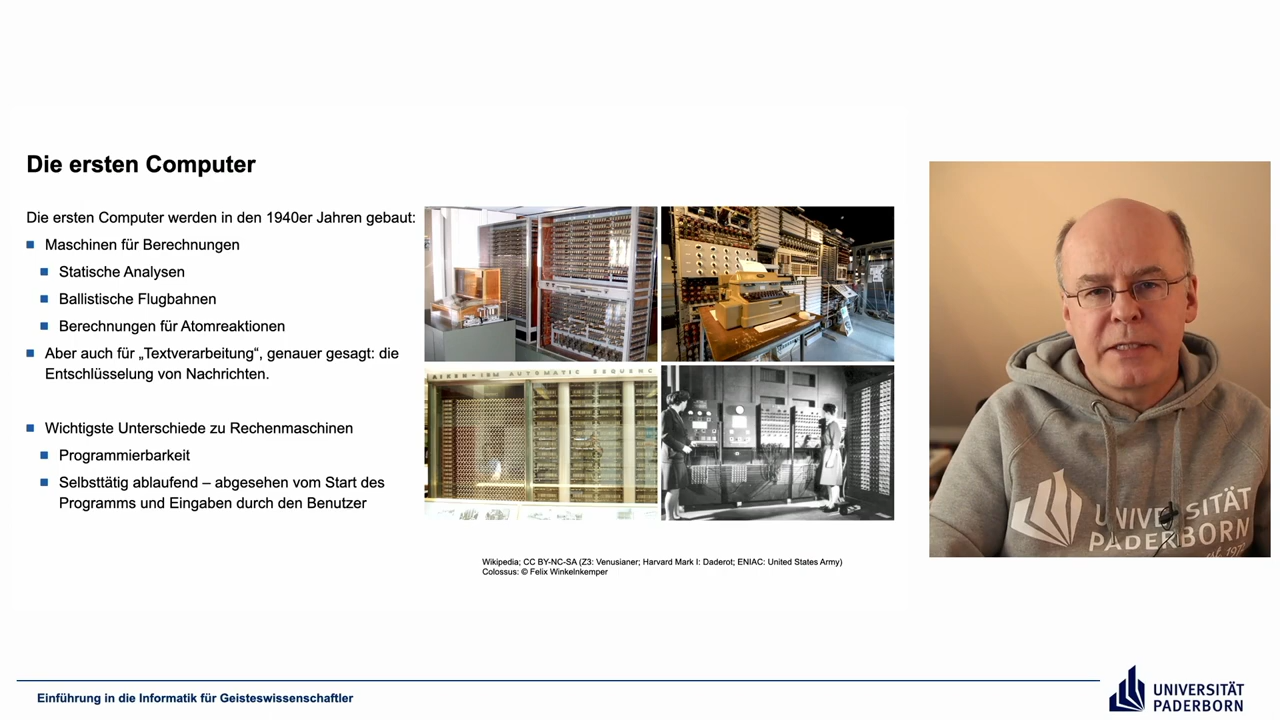 Die ersten Computer
Die ersten Computer werden in den 1940er Jahren gebaut:
Maschinen für Berechnungen
Statische Analysen
Ballistische Flugbahnen
Berechnungen für Atomreaktionen
Aber auch für „Textverarbeitung“, genauer gesagt: die
Entschlüsselung von Nachrichten.
Wichtigste Unterschiede zu Rechenmaschinen
Programmierbarkeit
Selbsttätig ablaufend – abgesehen vom Start des
Programms und Eingaben durch den Benutzer
AIKEN-IBM AUTOMATIC SEQUENC
Wikipedia; CC BY-NC-SA (Z3: Venusianer; Harvard Mark I: Daderot; ENIAC: United States Army)
Colossus: © Felix Winkelnkemper
UNIVERSITÄT
PADERBORN
est. 197
Einführung in die Informatik für Geisteswissenschaftler
UNIVERSITÄT
PADERBORN